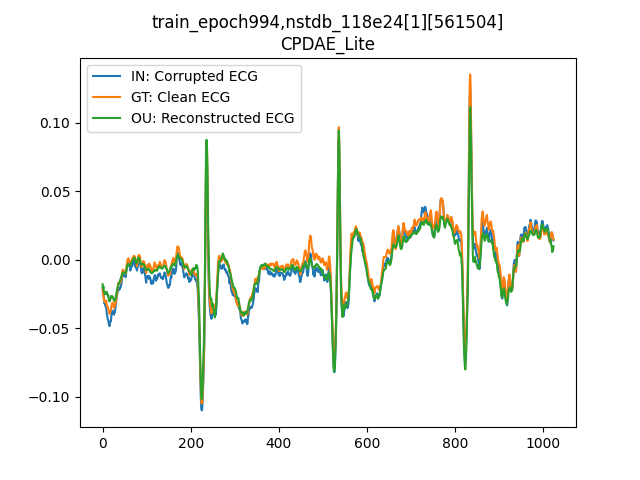 train_epoch994,nstdb_118e24[1][561504]
CPDAE_Lite
IN: Corrupted ECG
GT: Clean ECG
OU: Reconstructed ECG
0.10
0.05
0.00
−0.05
−0.10
0 200 400 600 800 1000